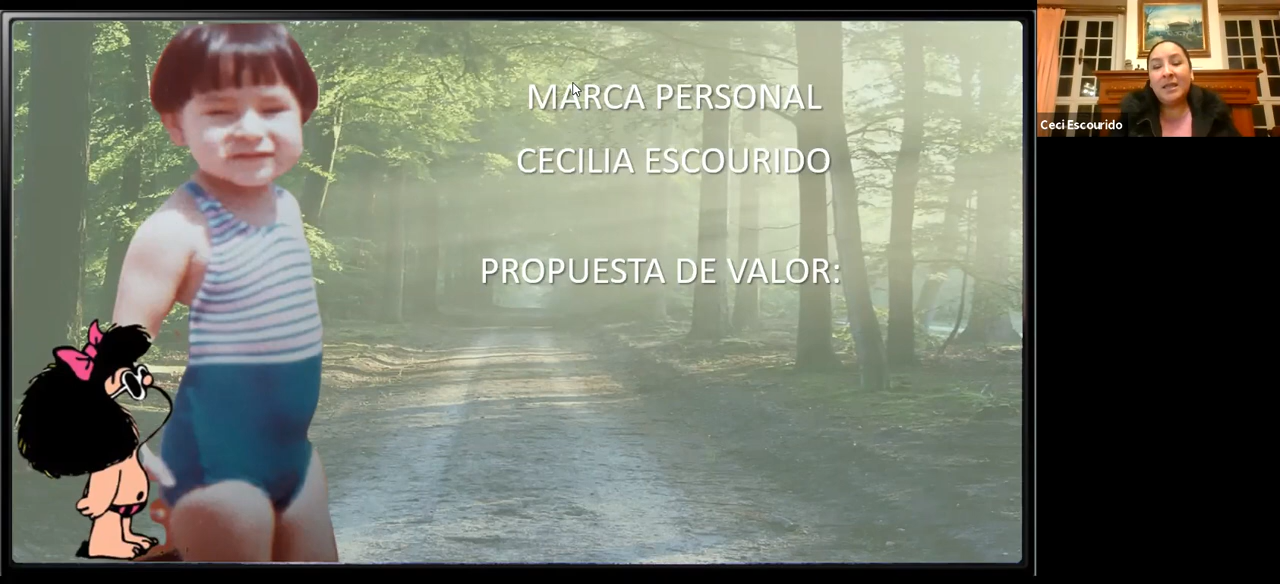 MARCA PERSONAL
CECILIA ESCOURIDO
PROPUESTA DE VALOR:
Ceci Escourido